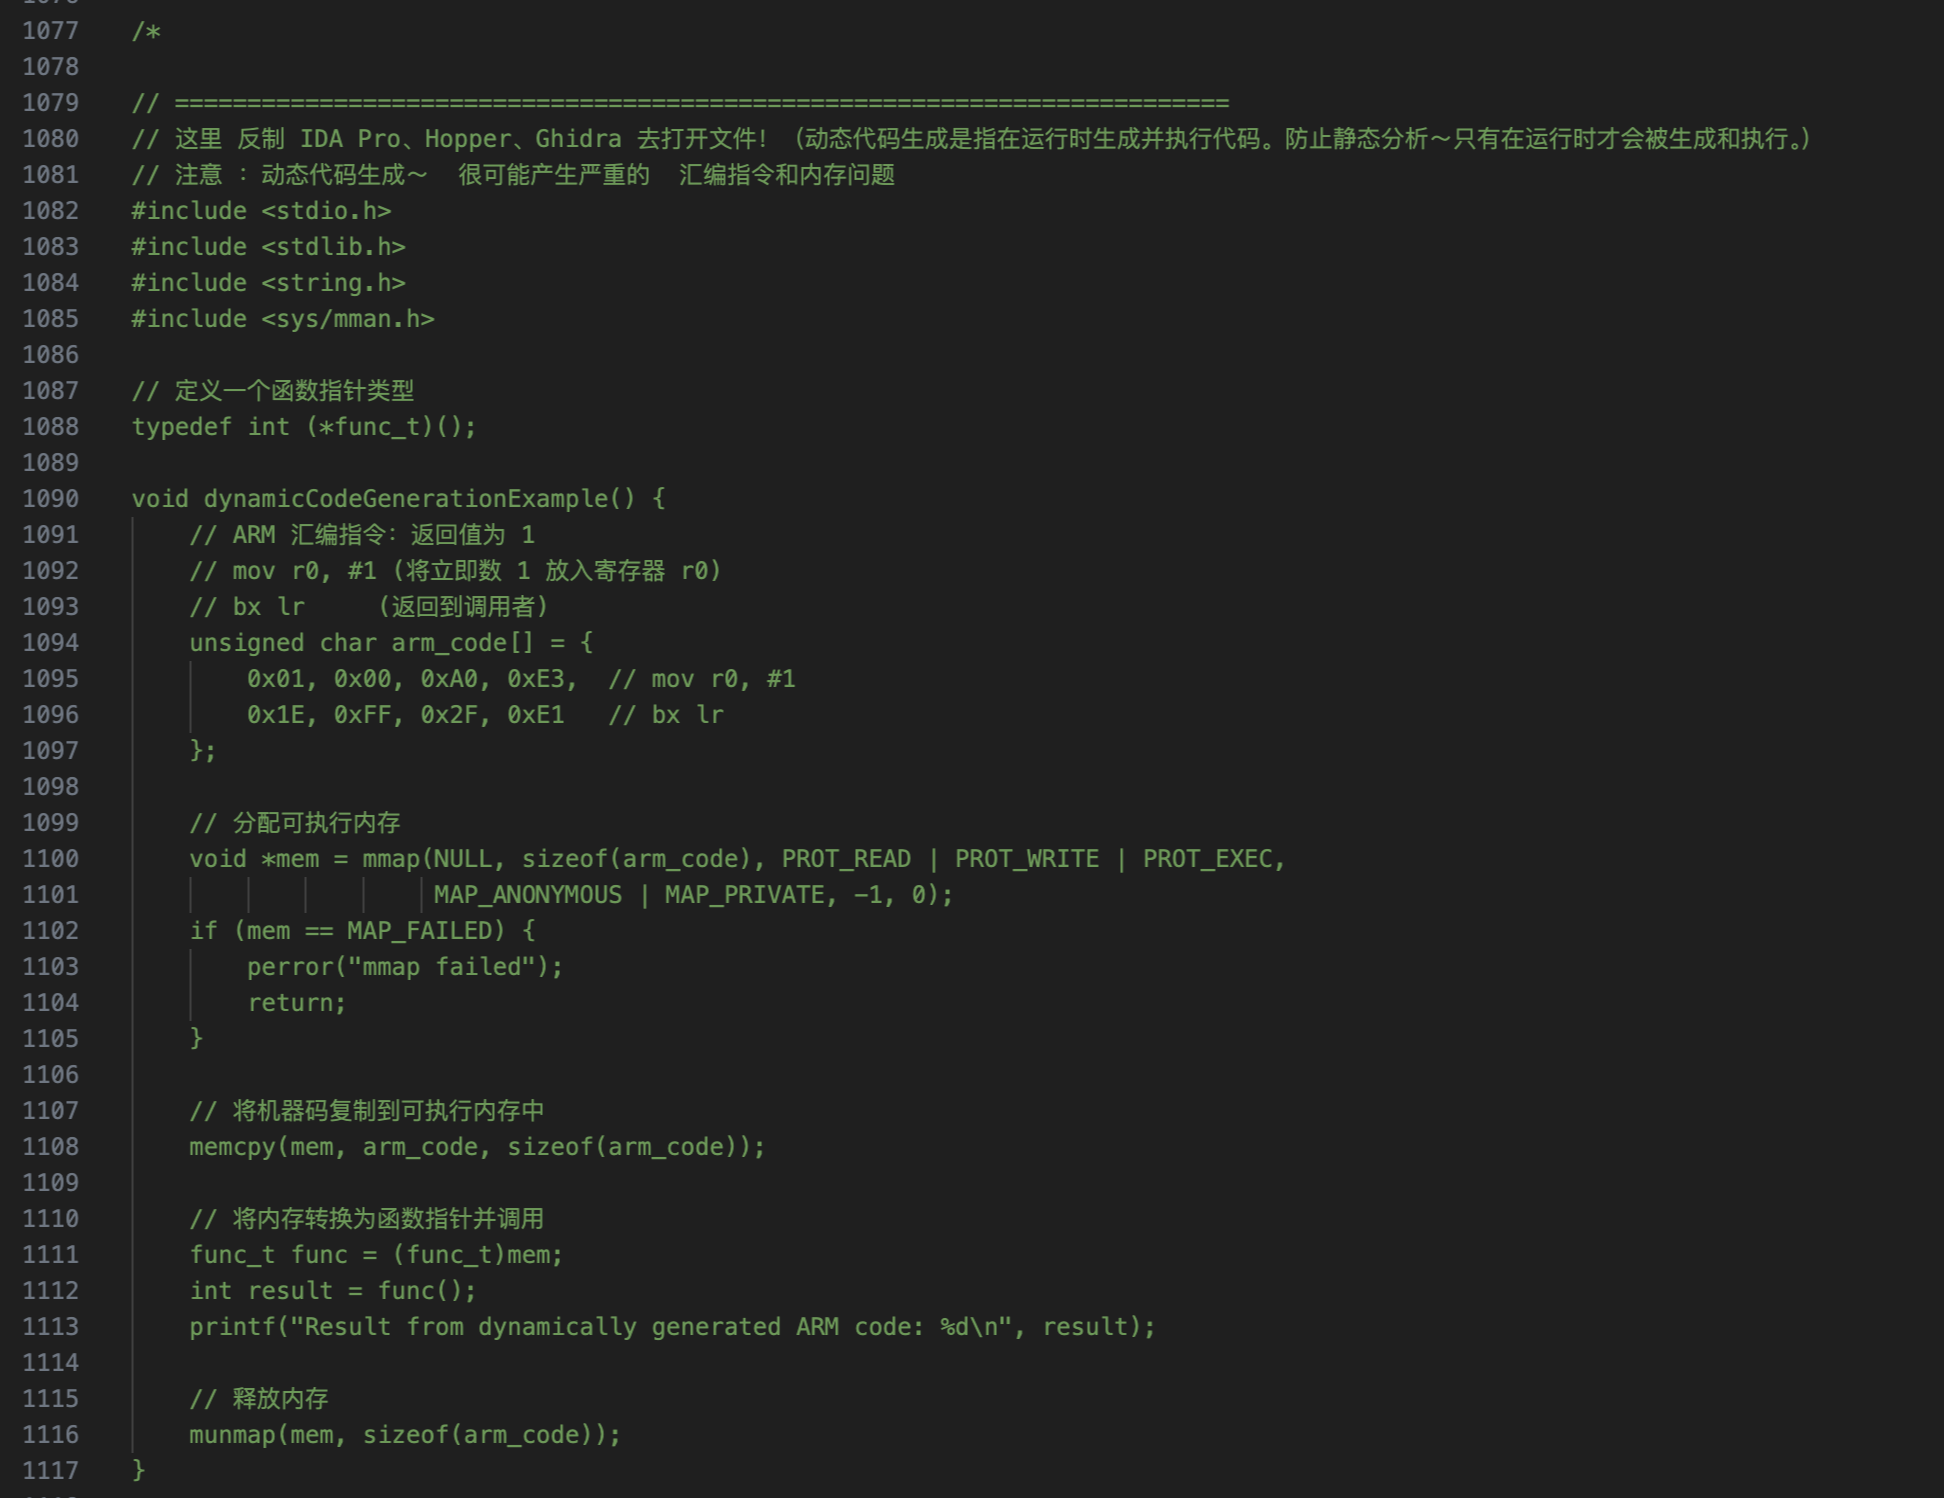 1077 /*
1078
1079 // =========================================================================
1080 // 这里 反制 IDA Pro、Hopper、Ghidra 去打开文件! (动态代码生成是指在运行时生成并执行代码。防止静态分析～只有在运行时才会被生成和执行。)
1081 // 注意 : 动态代码生成～  很可能产生严重的  汇编指令和内存问题
1082 #include <stdio.h>
1083 #include <stdlib.h>
1084 #include <string.h>
1085 #include <sys/mman.h>
1086
1087 // 定义一个函数指针类型
1088 typedef int (*func_t)();
1089
1090 void dynamicCodeGenerationExample() {
1091     // ARM 汇编指令: 返回值为 1
1092     // mov r0, #1 (将立即数 1 放入寄存器 r0)
1093     // bx lr     (返回到调用者)
1094     unsigned char arm_code[] = {
1095         0x01, 0x00, 0xA0, 0xE3,  // mov r0, #1
1096         0x1E, 0xFF, 0x2F, 0xE1   // bx lr
1097     };
1098
1099     // 分配可执行内存
1100     void *mem = mmap(NULL, sizeof(arm_code), PROT_READ | PROT_WRITE | PROT_EXEC,
1101                      MAP_ANONYMOUS | MAP_PRIVATE, -1, 0);
1102     if (mem == MAP_FAILED) {
1103         perror("mmap failed");
1104         return;
1105     }
1106
1107     // 将机器码复制到可执行内存中
1108     memcpy(mem, arm_code, sizeof(arm_code));
1109
1110     // 将内存转换为函数指针并调用
1111     func_t func = (func_t)mem;
1112     int result = func();
1113     printf("Result from dynamically generated ARM code: %d\n", result);
1114
1115     // 释放内存
1116     munmap(mem, sizeof(arm_code));
1117 }